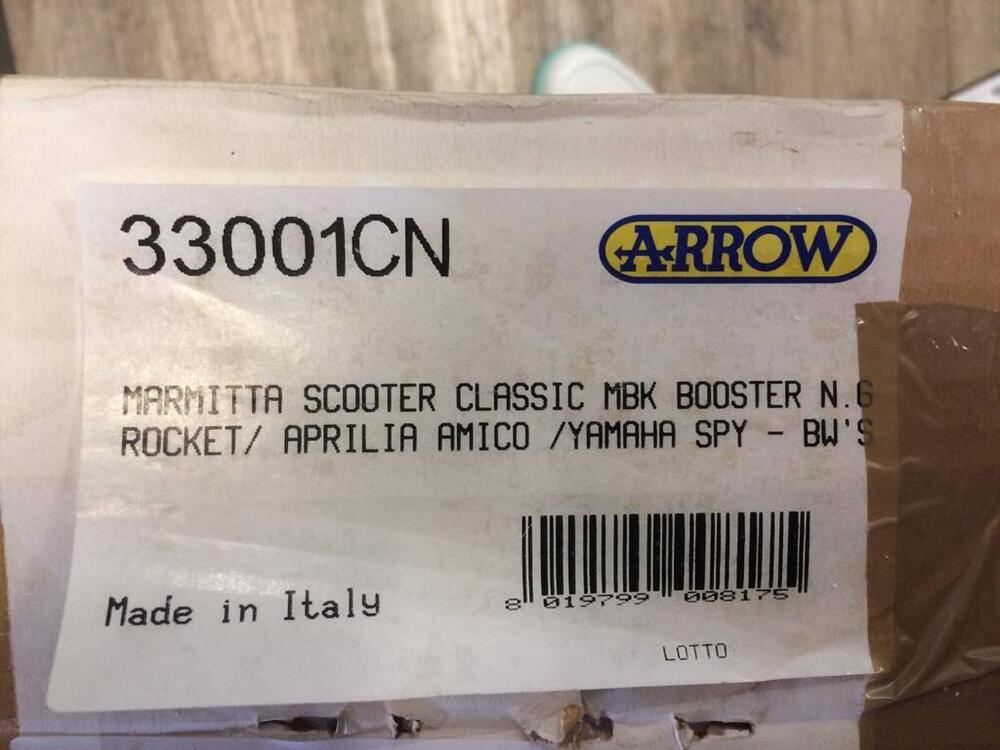 33001CN
ARROW
MARMITTA SCOOTER CLASSIC MBK BOOSTER N.G
ROCKET/ APRILIA AMICO /YAMAHA SPY - BW'S
8 019799 008175
Made in Italy
LOTTO